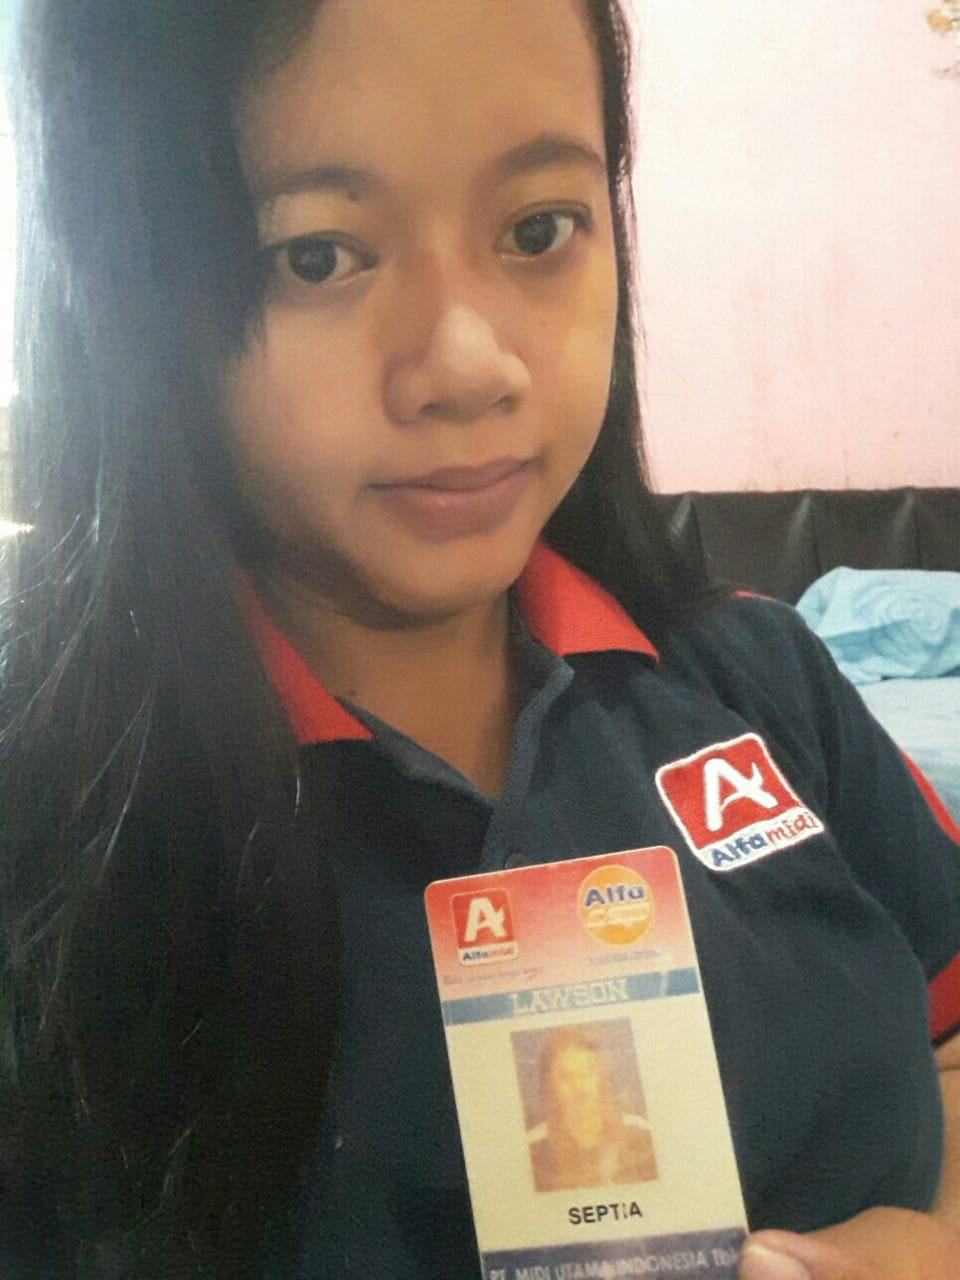 A
Alfamidi
A
Alfamidi
Alfa
LAWSON
SEPTIA
PT. MIDI UTAMA INDONESIA Tbk